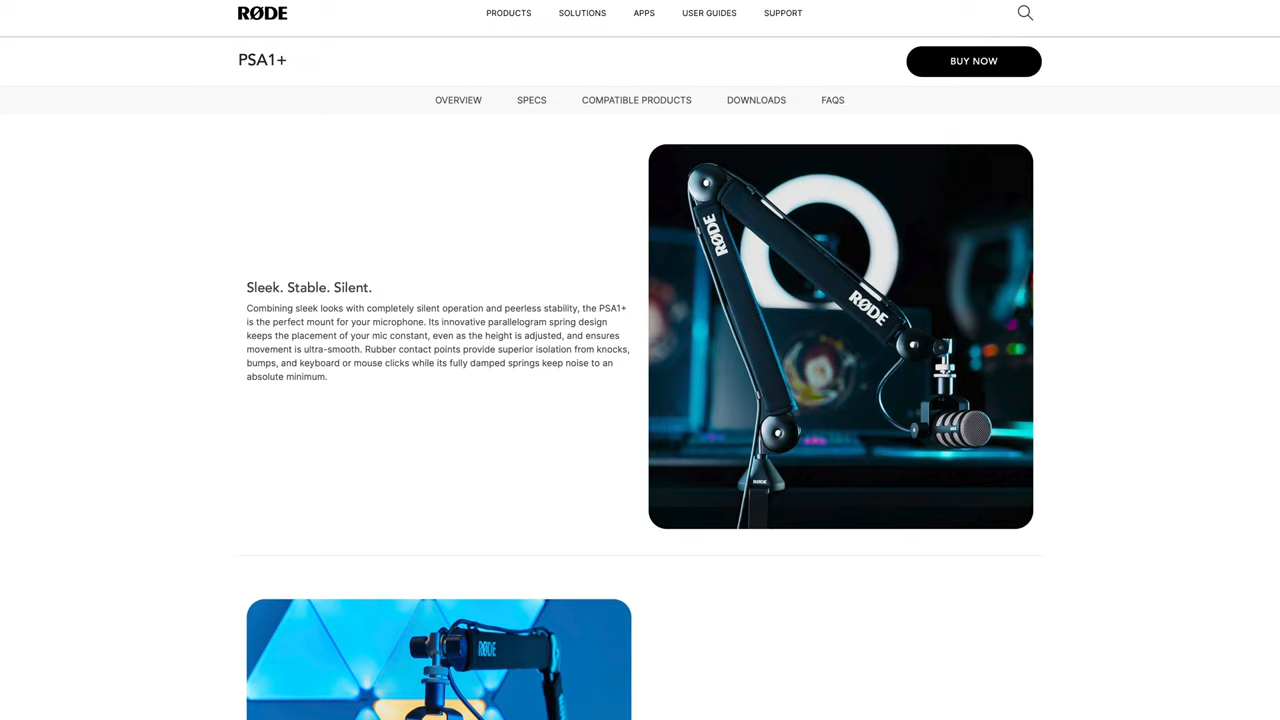 RØDE
PRODUCTS SOLUTIONS APPS USER GUIDES SUPPORT
PSA1+
BUY NOW
OVERVIEW SPECS COMPATIBLE PRODUCTS DOWNLOADS FAQS
Sleek. Stable. Silent.
Combining sleek looks with completely silent operation and peerless stability, the PSA1+
is the perfect mount for your microphone. Its innovative parallelogram spring design
keeps the placement of your mic constant, even as the height is adjusted, and ensures
movement is ultra-smooth. Rubber contact points provide superior isolation from knocks,
bumps, and keyboard or mouse clicks while its fully damped springs keep noise to an
absolute minimum.
RØDE
RØDE
RØDE
RØDE